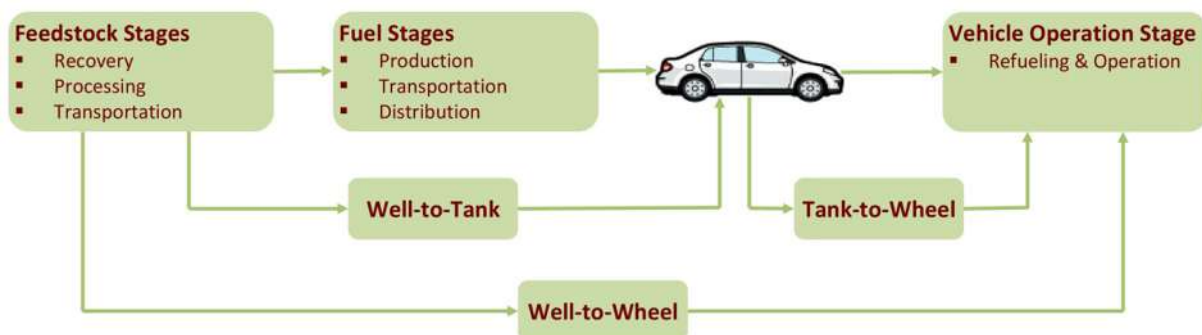 Feedstock Stages
▪ Recovery
▪ Processing
▪ Transportation
Fuel Stages
▪ Production
▪ Transportation
▪ Distribution
Vehicle Operation Stage
▪ Refueling & Operation
Well-to-Tank
Tank-to-Wheel
Well-to-Wheel